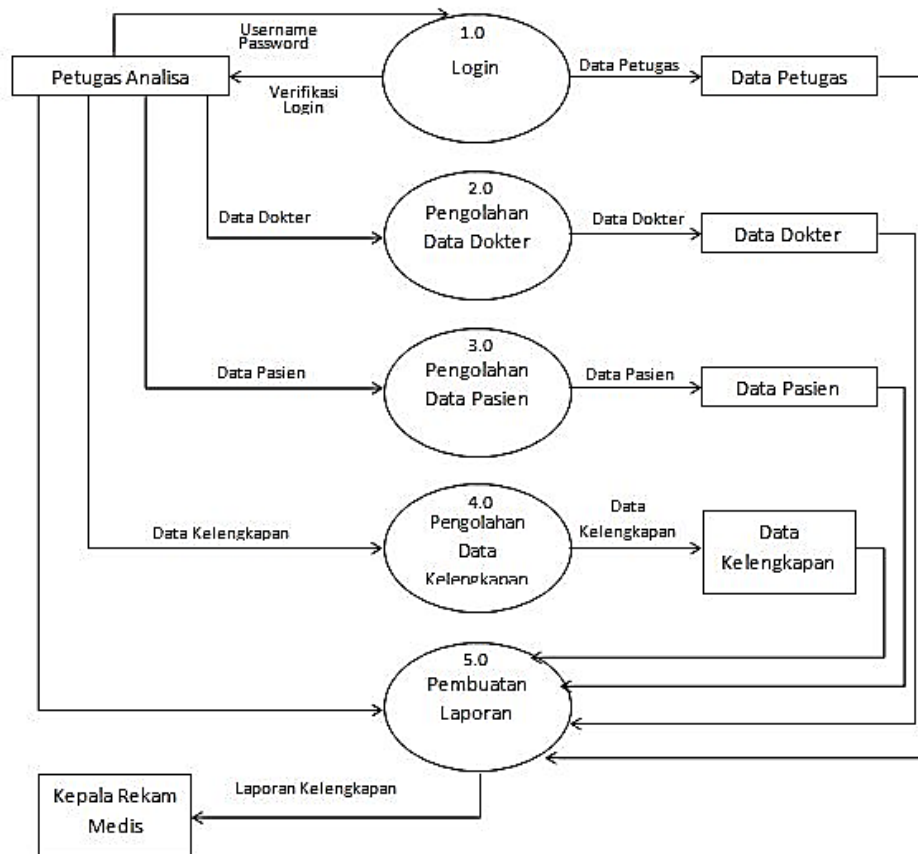 Username
Password
1.0
Login
Petugas Analisa
Verifikasi
Login
Data Petugas
Data Petugas
2.0
Pengolahan
Data Dokter
Data Dokter
Data Dokter
Data Dokter
3.0
Pengolahan
Data Pasien
Data Pasien
Data Pasien
Data Pasien
4.0
Pengolahan
Data
Kelengkapan
Data Kelengkapan
Data
Kelengkapan
Data
Kelengkapan
5.0
Pembuatan
Laporan
Laporan Kelengkapan
Kepala Rekam
Medis